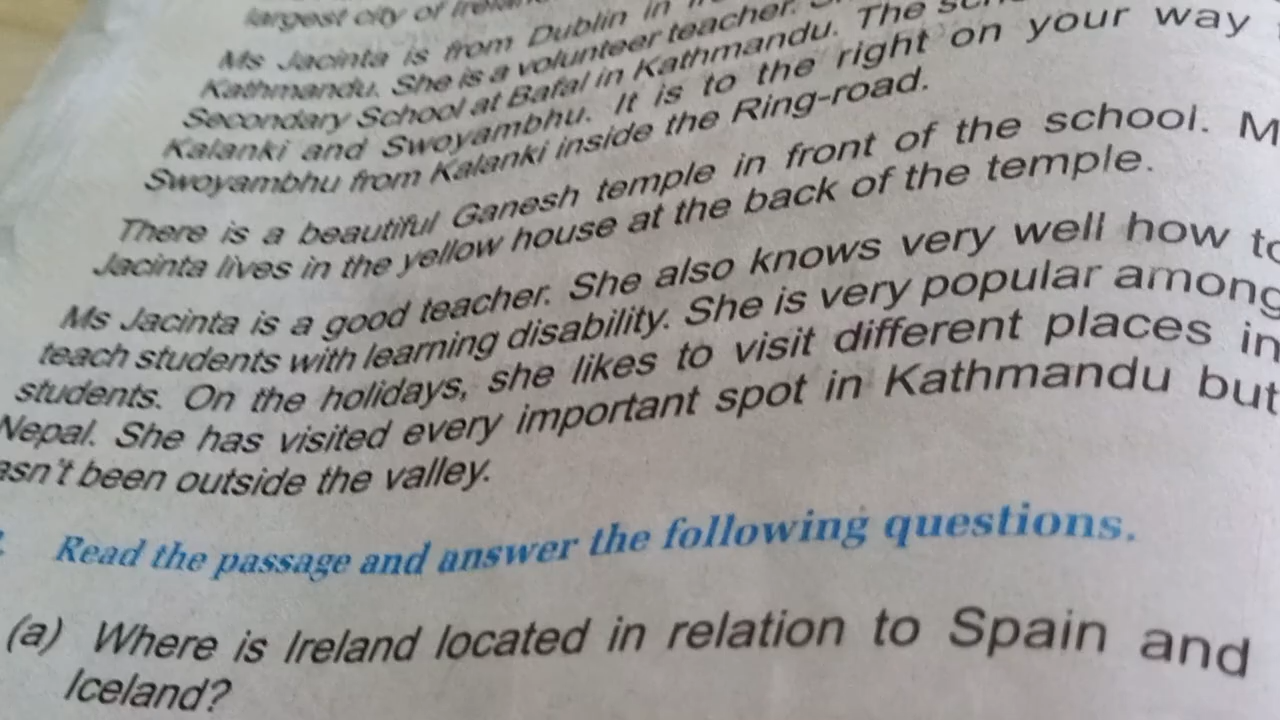 largest city of Irelan
Ms Jacinta is from Dublin in
Kathmandu. She is a volunteer teacher.
Secondary School at Bafal in Kathmandu. The
Kalanki and Swoyambhu. It is to the right on your way
Swoyambhu from Kalanki inside the Ring-road.
There is a beautiful Ganesh temple in front of the school. M
Jacinta lives in the yellow house at the back of the temple.
Ms Jacinta is a good teacher. She also knows very well how to
teach students with learning disability. She is very popular among
students. On the holidays, she likes to visit different places in
Nepal. She has visited every important spot in Kathmandu but
asn't been outside the valley.
Read the passage and answer the following questions.
(a) Where is Ireland located in relation to Spain and
Iceland?